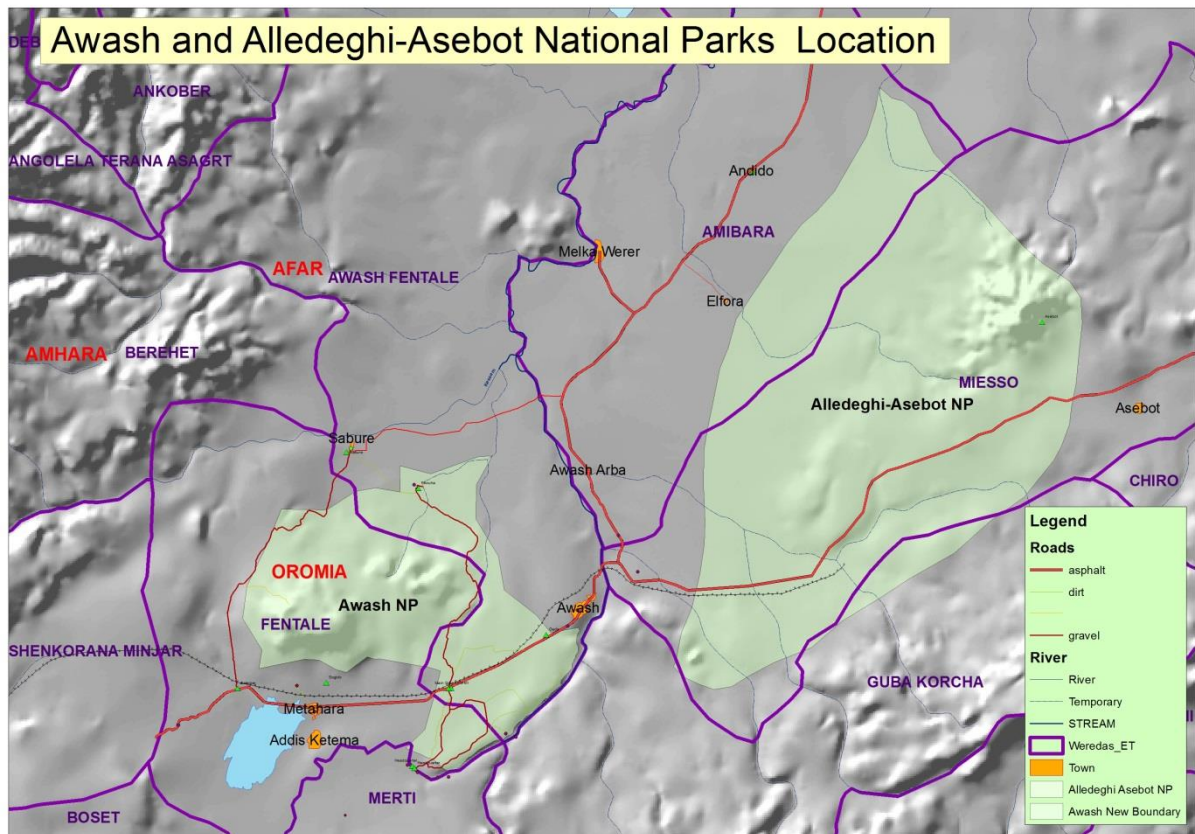 Awash and Alledeghi-Asebot National Parks Location
DEB
ANKOBER
ANGOLELA TERANA ASAGRT
Andido
AMIBARA
Melka Werer
AFAR
AWASH FENTALE
Elfora
AMHARA
BEREHET
MIESSO
Alledeghi-Asebot NP
Asebot
Sabure
Awash Arba
CHIRO
OROMIA
Awash NP
Awash
FENTALE
SHENKORANA MINJAR
GUBA KORCHA
Metahara
Addis Ketema
MERTI
BOSET
Legend
Roads
asphalt
dirt
gravel
River
River
Temporary
STREAM
Weredas_ET
Town
Alledeghi Asebot NP
Awash New Boundary